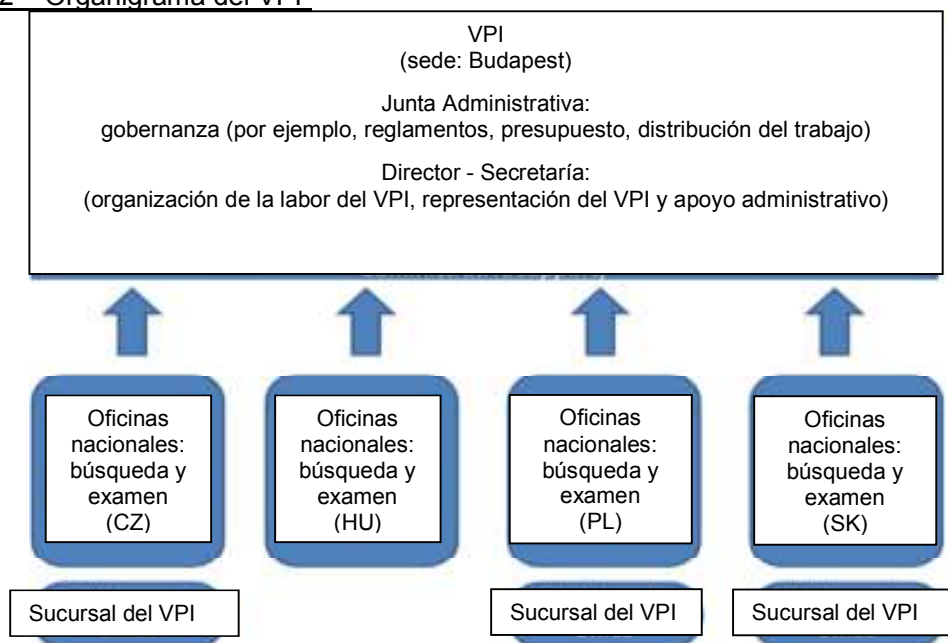 2 – Organigrama del VPI
VPI
(sede: Budapest)
Junta Administrativa:
gobernanza (por ejemplo, reglamentos, presupuesto, distribución del trabajo)
Director - Secretaría:
(organización de la labor del VPI, representación del VPI y apoyo administrativo)
Oficinas
nacionales:
búsqueda y
examen
(CZ)
Oficinas
nacionales:
búsqueda y
examen
(HU)
Oficinas
nacionales:
búsqueda y
examen
(PL)
Oficinas
nacionales:
búsqueda y
examen
(SK)
Sucursal del VPI
Sucursal del VPI
Sucursal del VPI